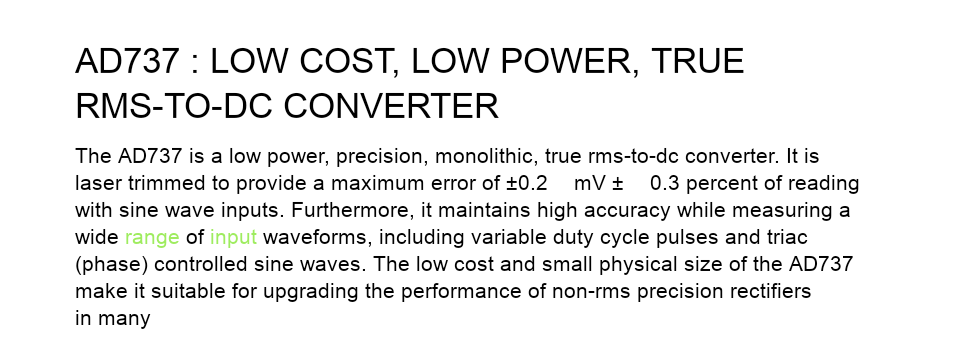 AD737 : LOW COST, LOW POWER, TRUE
RMS-TO-DC CONVERTER
The AD737 is a low power, precision, monolithic, true rms-to-dc converter. It is
laser trimmed to provide a maximum error of ±0.2 mV ± 0.3 percent of reading
with sine wave inputs. Furthermore, it maintains high accuracy while measuring a
wide range of input waveforms, including variable duty cycle pulses and triac
(phase) controlled sine waves. The low cost and small physical size of the AD737
make it suitable for upgrading the performance of non-rms precision rectifiers
in many